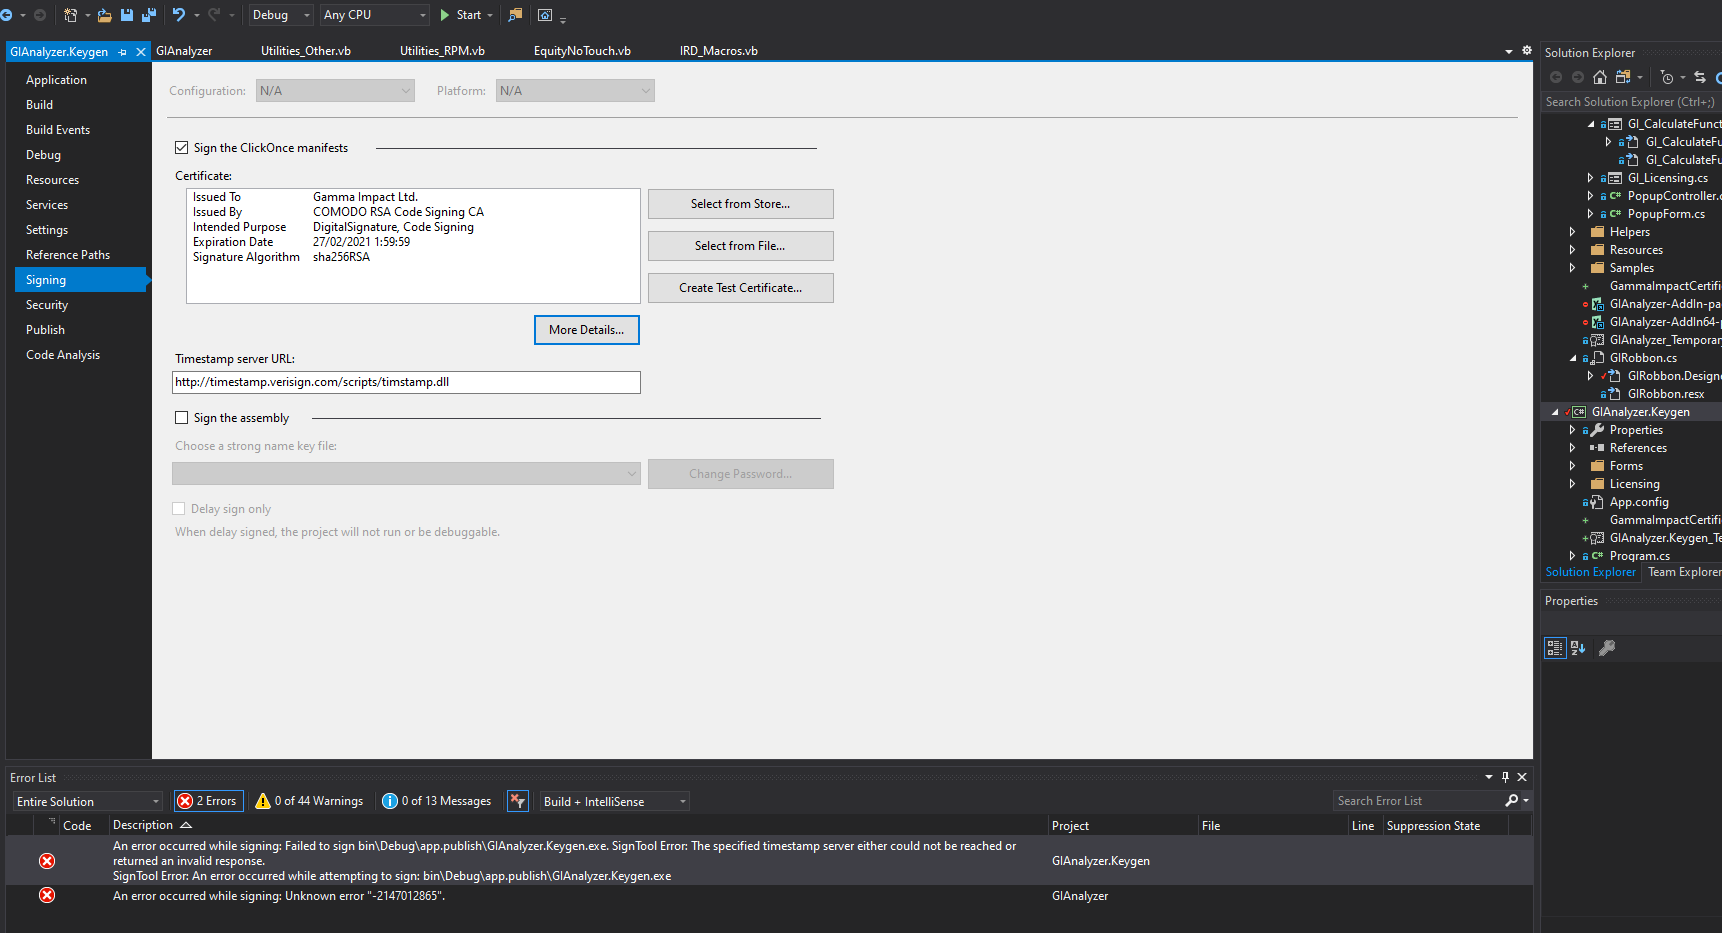 Debug
Any CPU
Start
GIAnalyzer.Keygen
GIAnalyzer
Utilities_Other.vb
Utilities_RPM.vb
EquityNoTouch.vb
IRD_Macros.vb
Application
Build
Build Events
Debug
Resources
Services
Settings
Reference Paths
Signing
Security
Publish
Code Analysis
Configuration: N/A Platform: N/A
Sign the ClickOnce manifests
Certificate:
Issued To Gamma Impact Ltd.
Issued By COMODO RSA Code Signing CA
Intended Purpose DigitalSignature, Code Signing
Expiration Date 27/02/2021 1:59:59
Signature Algorithm sha256RSA
Select from Store...
Select from File...
Create Test Certificate...
More Details...
Timestamp server URL:
http://timestamp.verisign.com/scripts/timstamp.dll
Sign the assembly
Choose a strong name key file:
Change Password...
Delay sign only
When delay signed, the project will not run or be debuggable.
Solution Explorer
Search Solution Explorer (Ctrl+;)
GI_CalculateFunct
GI_CalculateFu
GI_CalculateFu
GI_Licensing.cs
PopupController.c
PopupForm.cs
Helpers
Resources
Samples
GammaImpactCertifi
GIAnalyzer-AddIn-pa
GIAnalyzer-AddIn64-p
GIAnalyzer_Temporar
GIRobbon.cs
GIRobbon.Designe
GIRobbon.resx
GIAnalyzer.Keygen
Properties
References
Forms
Licensing
App.config
GammaImpactCertifi
GIAnalyzer.Keygen_Te
Program.cs
Solution Explorer Team Explorer
Properties
Error List
Entire Solution 2 Errors 0 of 44 Warnings 0 of 13 Messages Build + IntelliSense Search Error List
Code Description Project File Line Suppression State
An error occurred while signing: Failed to sign bin\Debug\app.publish\GIAnalyzer.Keygen.exe. SignTool Error: The specified timestamp server either could not be reached or
returned an invalid response.
SignTool Error: An error occurred while attempting to sign: bin\Debug\app.publish\GIAnalyzer.Keygen.exe
GIAnalyzer.Keygen
An error occurred while signing: Unknown error "-2147012865". GIAnalyzer